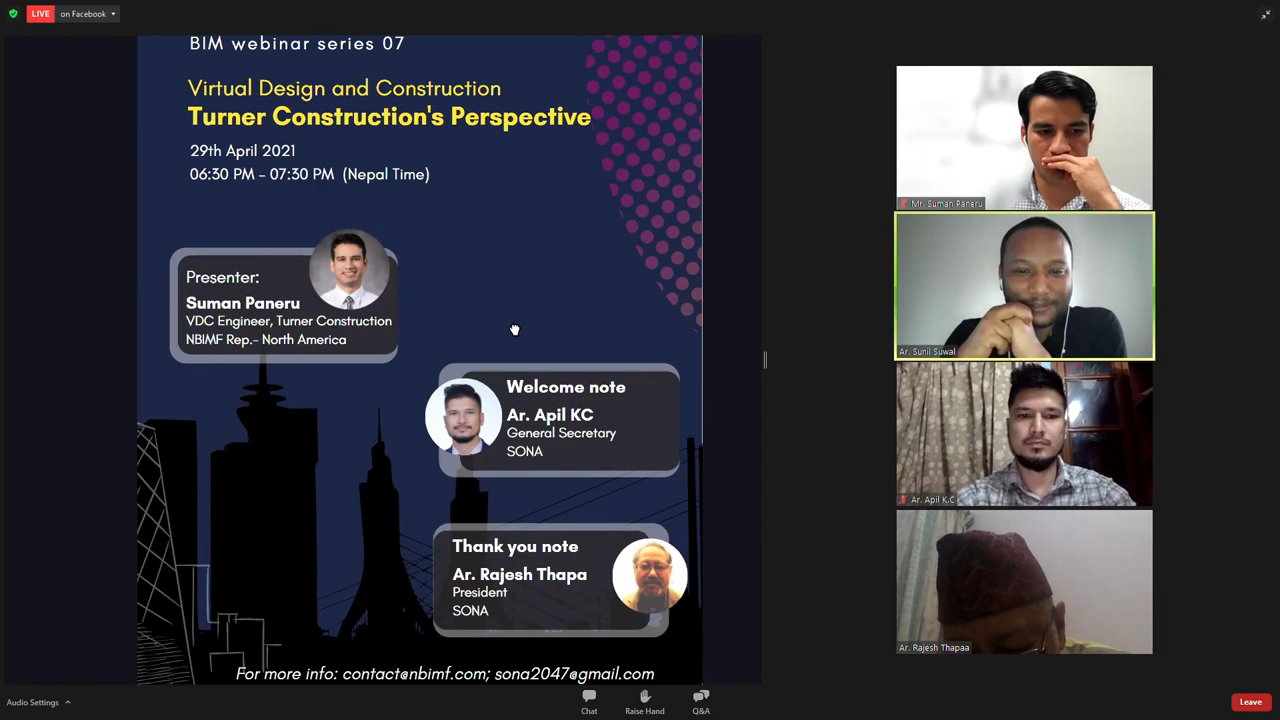 LIVE on Facebook
BIM webinar series 07
Virtual Design and Construction
Turner Construction's Perspective
29th April 2021
06:30 PM - 07:30 PM (Nepal Time)
Presenter:
Suman Paneru
VDC Engineer, Turner Construction
NBIMF Rep.- North America
Welcome note
Ar. Apil KC
General Secretary
SONA
Thank you note
Ar. Rajesh Thapa
President
SONA
For more info: contact@nbimf.com; sona2047@gmail.com
Mr. Suman Paneru
Ar. Sunil Suwal
Ar. Apil K.C
Ar. Rajesh Thapaa
Audio Settings
Chat
Raise Hand
Q&A
Leave